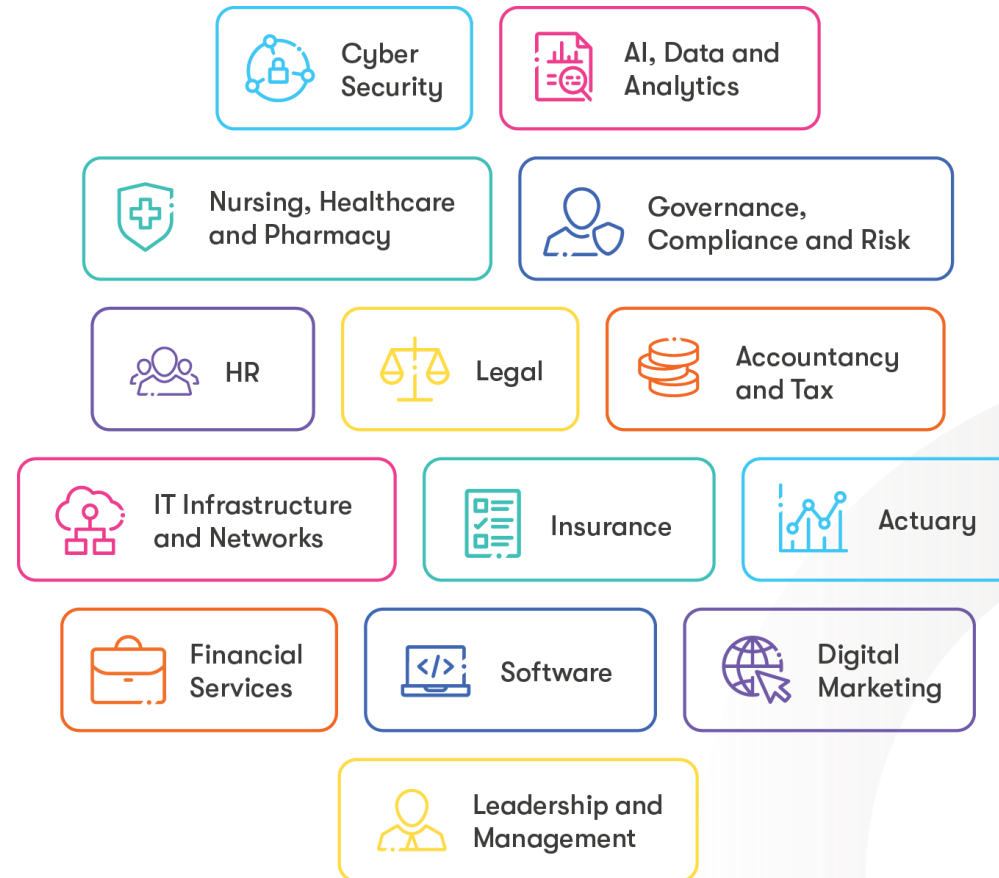 Cyber
Security
AI, Data and
Analytics
Nursing, Healthcare
and Pharmacy
Governance,
Compliance and Risk
HR
Legal
Accountancy
and Tax
IT Infrastructure
and Networks
Insurance
Actuary
Financial
Services
</>
Software
Digital
Marketing
Leadership and
Management